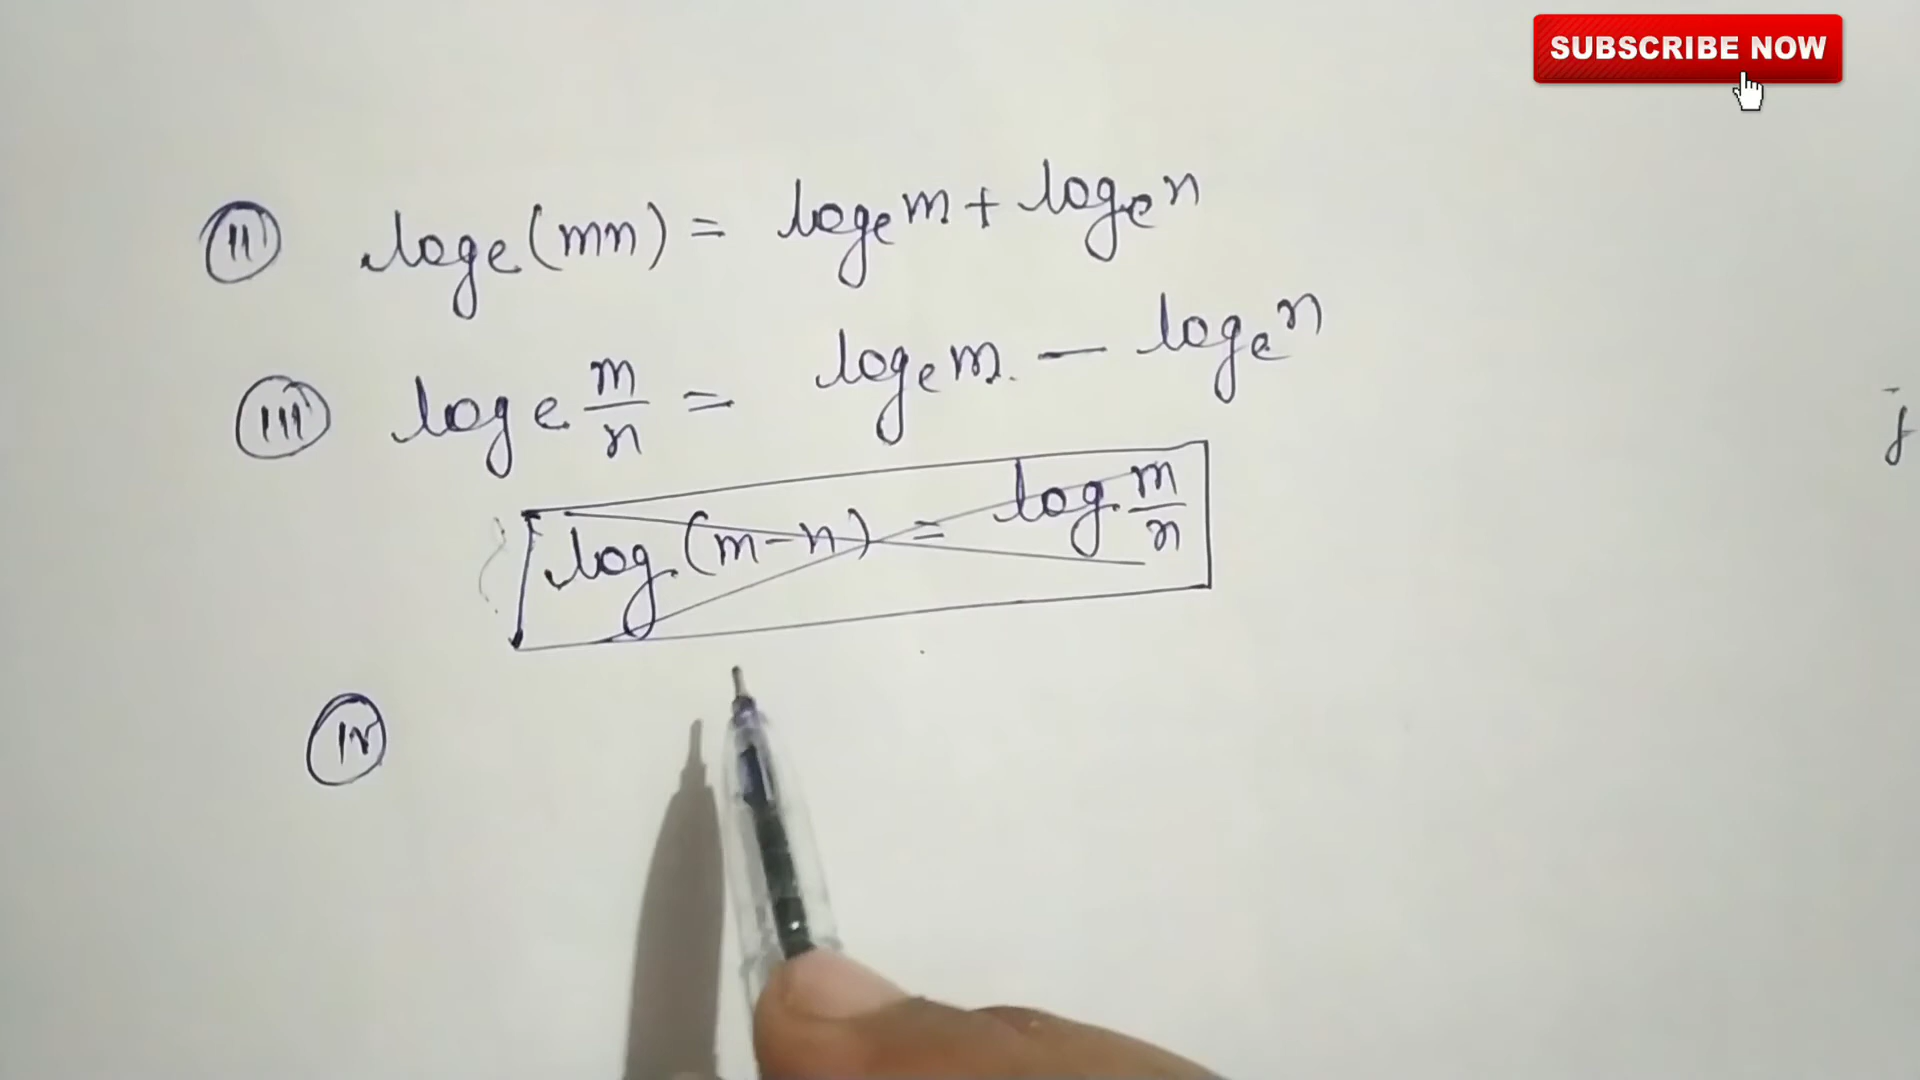 SUBSCRIBE NOW
(ii) logₑ(mn) = logₑm + logₑn
(iii) logₑ m/n = logₑm - logₑn
log(m-n) = log m/n
(iv)